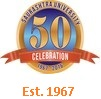 SAURASHTRA UNIVERSITY
50
CELEBRATION
Est. 1967